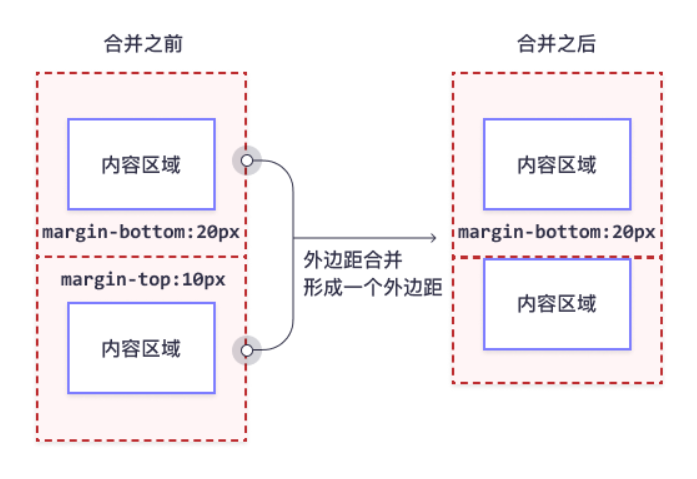 合并之前
合并之后
内容区域
内容区域
margin-bottom:20px
margin-bottom:20px
外边距合并
形成一个外边距
margin-top:10px
内容区域
内容区域